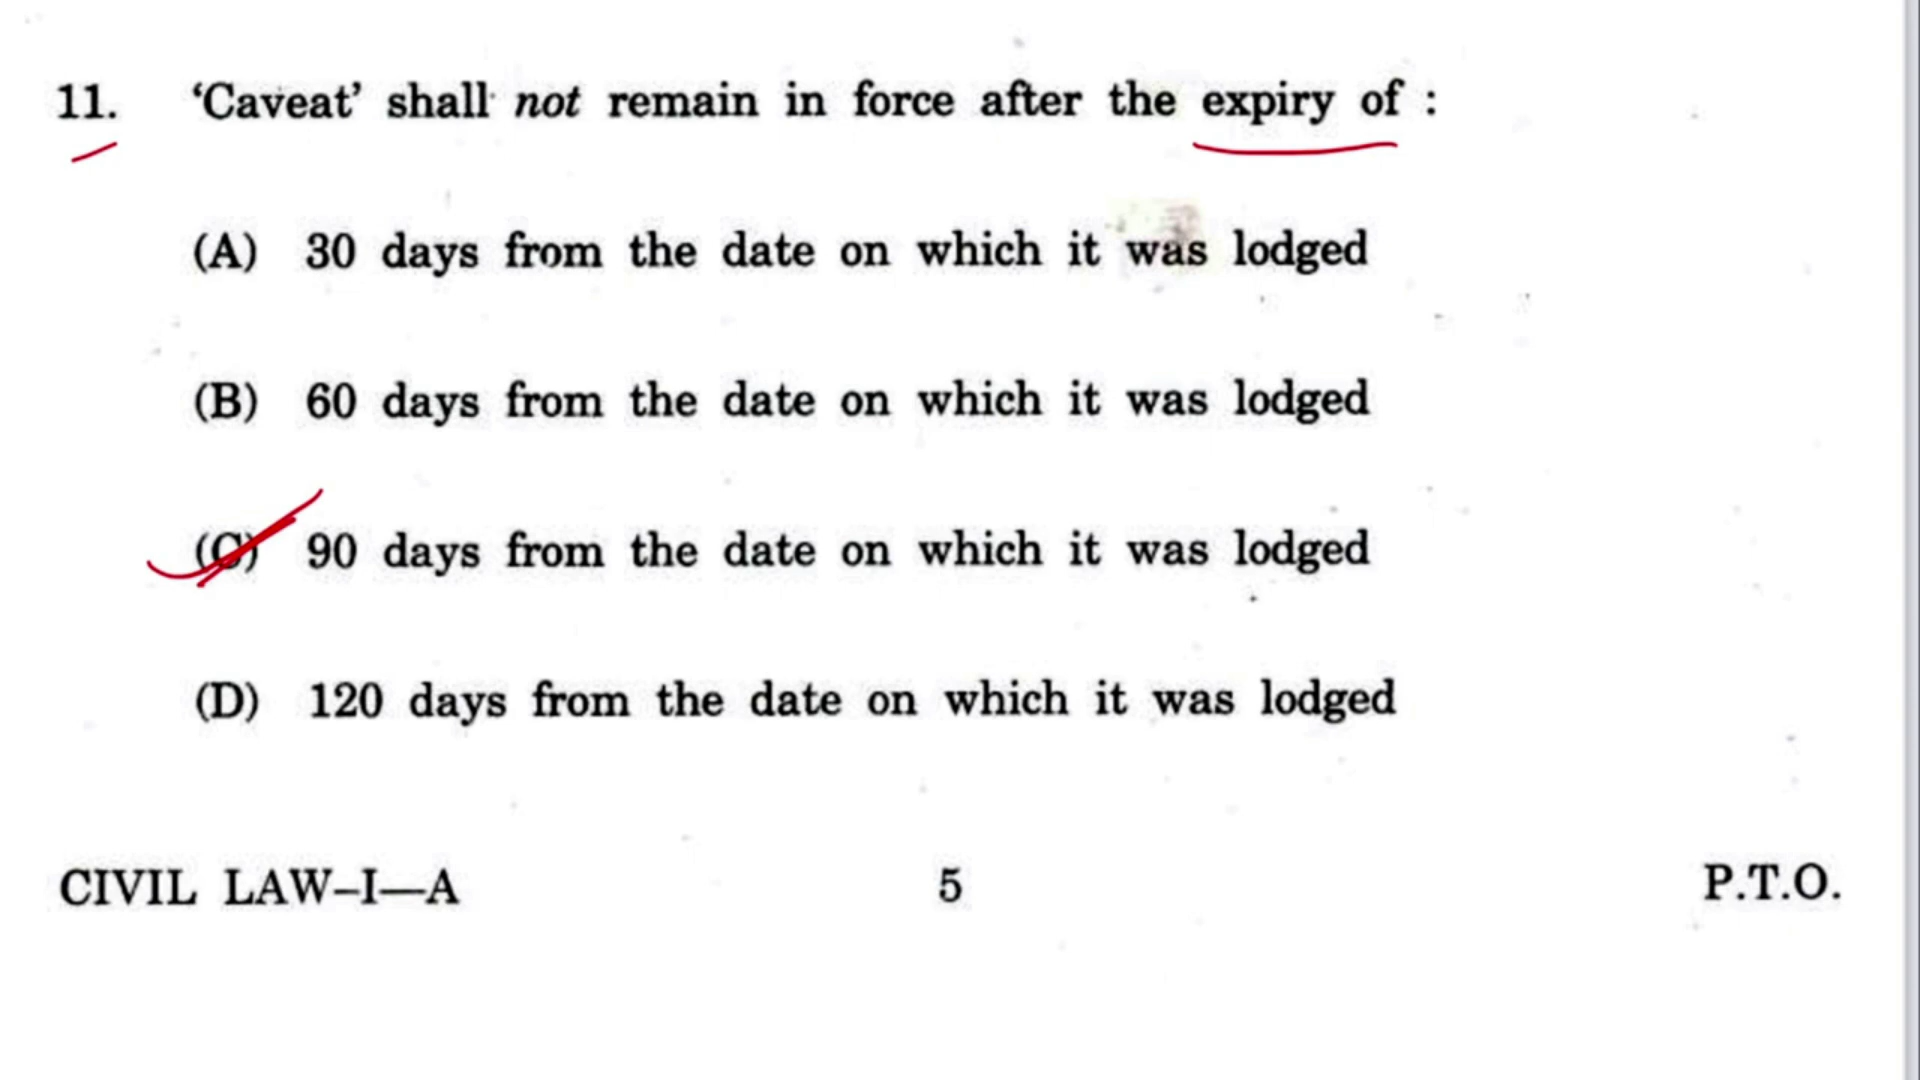 11. 'Caveat' shall not remain in force after the expiry of :
(A) 30 days from the date on which it was lodged
(B) 60 days from the date on which it was lodged
(C) 90 days from the date on which it was lodged
(D) 120 days from the date on which it was lodged
CIVIL LAW–I—A 5 P.T.O.